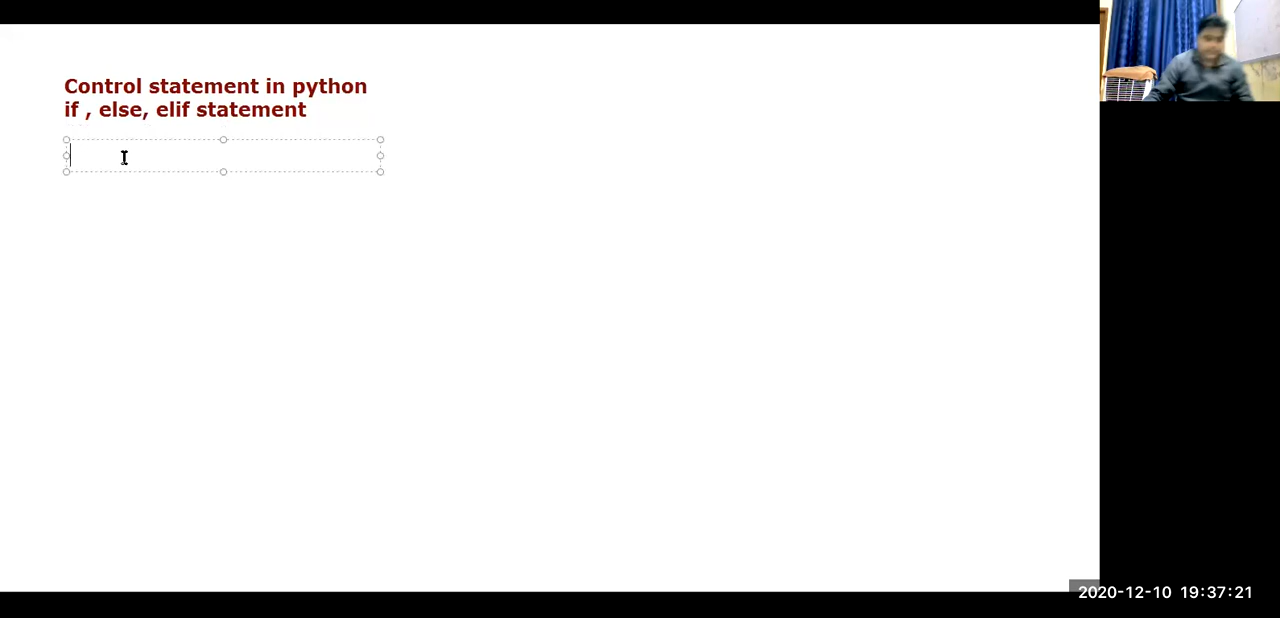 Control statement in python
if , else, elif statement
2020-12-10 19:37:21